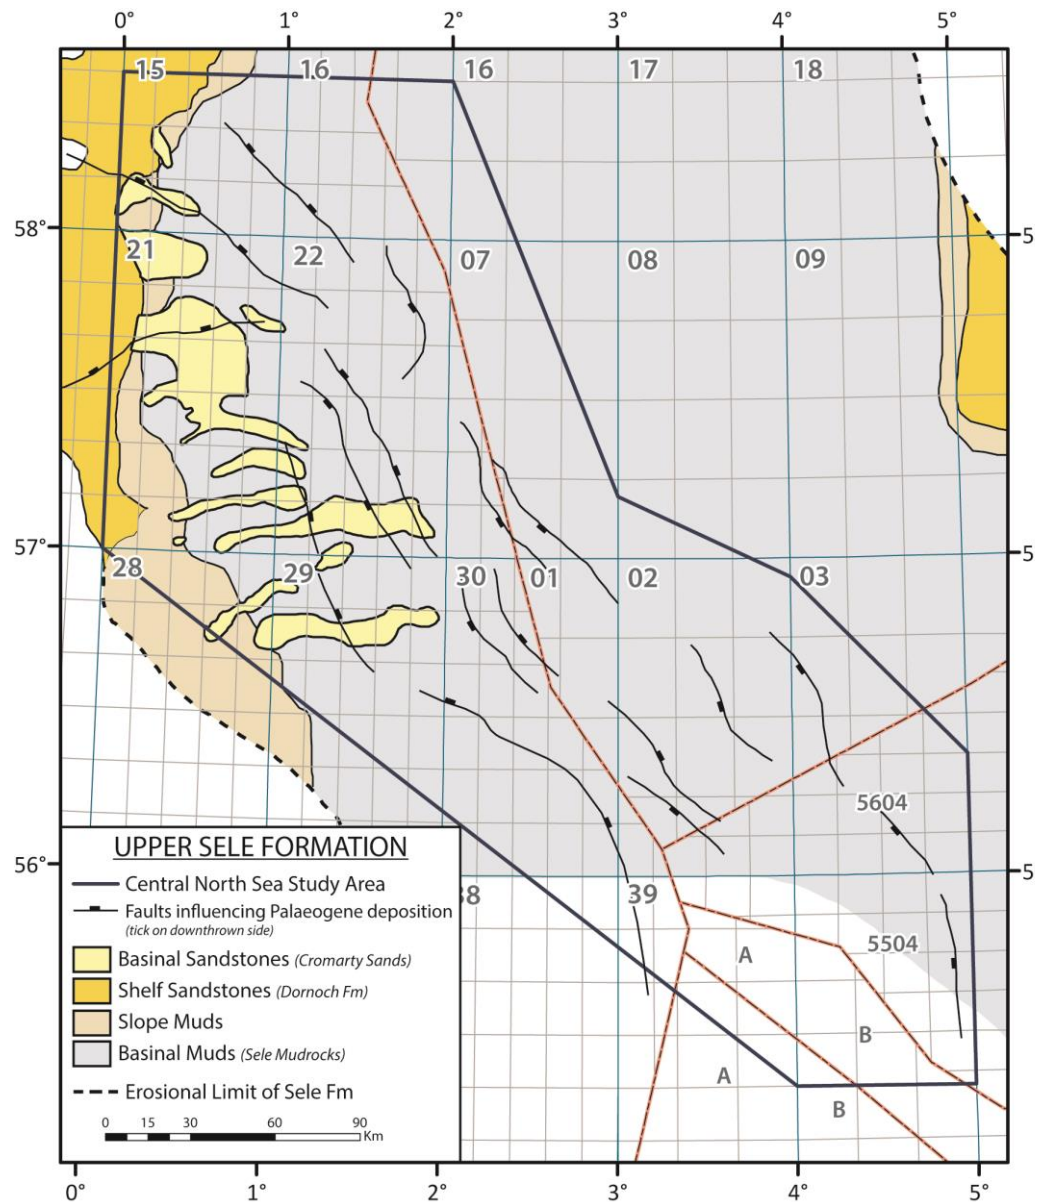 0° 1° 2° 3° 4° 5°
15 16 16 17 18
58° 5
21 22 07 08 09
57° 5
28 29 30 01 02 03
5604
56° 5
38 39
5504
A
B
A
B
UPPER SELE FORMATION
Central North Sea Study Area
Faults influencing Palaeogene deposition
(tick on downthrown side)
Basinal Sandstones (Cromarty Sands)
Shelf Sandstones (Dornoch Fm)
Slope Muds
Basinal Muds (Sele Mudrocks)
Erosional Limit of Sele Fm
0 15 30 60 90
Km
0° 1° 2° 3° 4° 5°